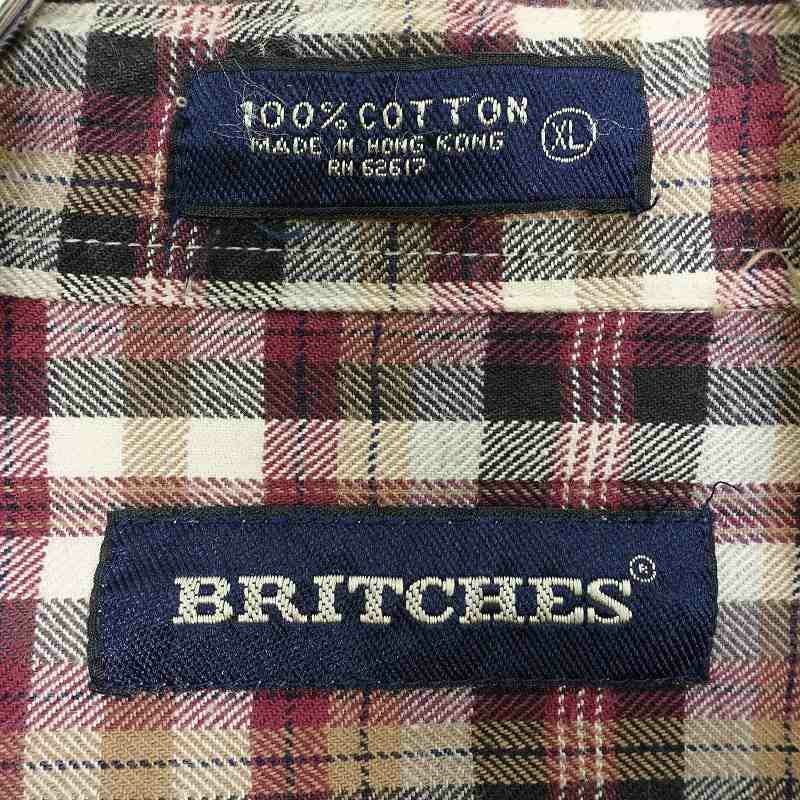 100% COTTON
MADE IN HONG KONG
RN 62617
XL
BRITCHES®